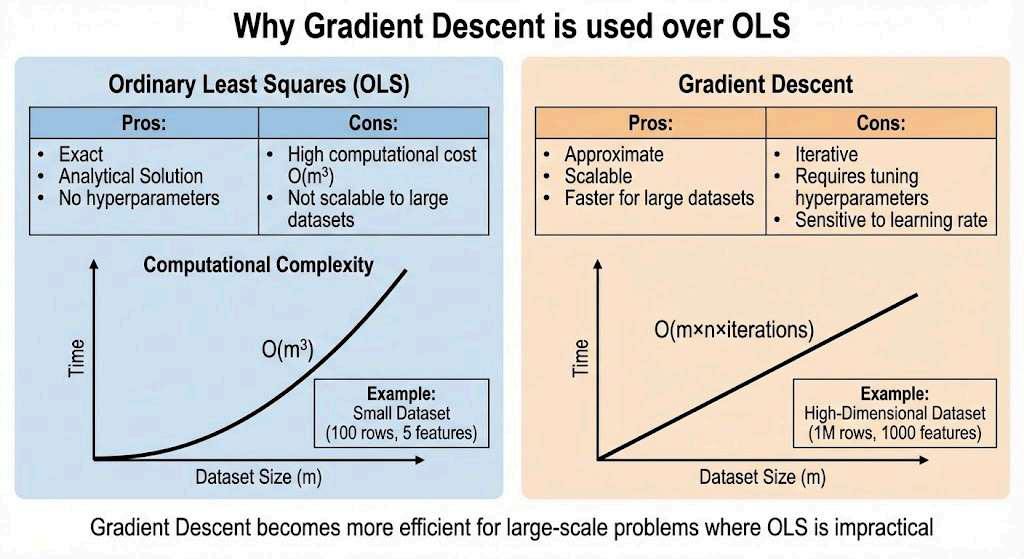 Why Gradient Descent is used over OLS
Ordinary Least Squares (OLS)
Pros:
• Exact
• Analytical Solution
• No hyperparameters
Cons:
• High computational cost
O(m³)
• Not scalable to large
datasets
Computational Complexity
Time
O(m³)
Example:
Small Dataset
(100 rows, 5 features)
Dataset Size (m)
Gradient Descent
Pros:
• Approximate
• Scalable
• Faster for large datasets
Cons:
• Iterative
• Requires tuning
hyperparameters
• Sensitive to learning rate
Time
O(m×n×iterations)
Example:
High-Dimensional Dataset
(1M rows, 1000 features)
Dataset Size (m)
Gradient Descent becomes more efficient for large-scale problems where OLS is impractical